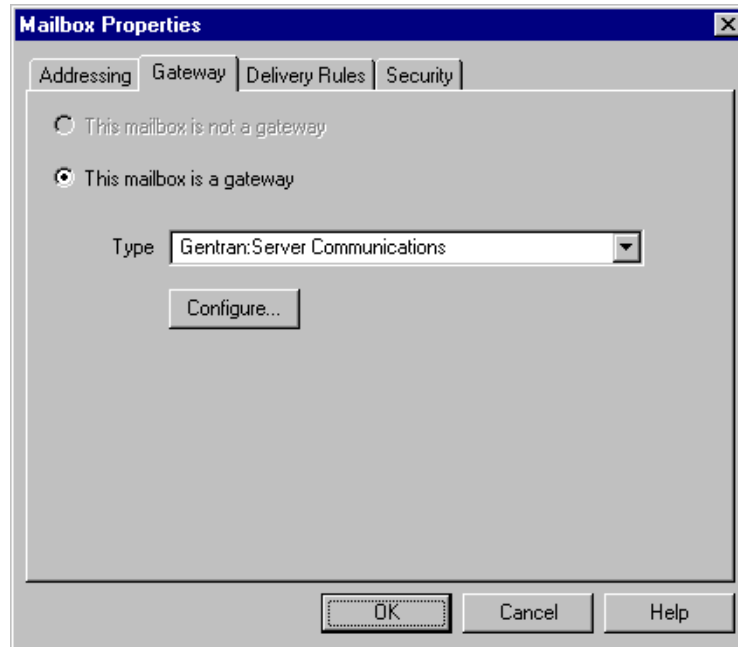 Mailbox Properties
Addressing Gateway Delivery Rules Security
This mailbox is not a gateway
This mailbox is a gateway
Type Gentran:Server Communications
Configure...
OK Cancel Help